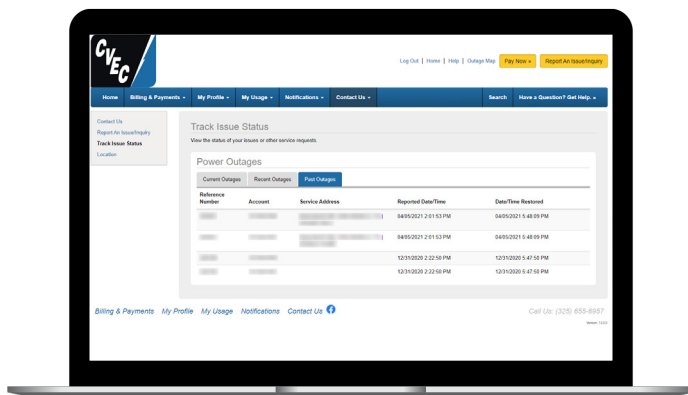 CVEC
Log Out | Home | Help | Outage Map Pay Now » Report An Issue/Inquiry
Home Billing & Payments My Profile My Usage Notifications Contact Us Search Have a Question? Get Help. »
Contact Us
Report An Issue/Inquiry
Track Issue Status
Location
Track Issue Status
View the status of your issues or other service requests.
Power Outages
Current Outages Recent Outages Past Outages
Reference Number Account Service Address Reported Date/Time Date/Time Restored
04/05/2021 2:01:53 PM 04/05/2021 5:48:09 PM
04/05/2021 2:01:53 PM 04/05/2021 5:48:09 PM
12/31/2020 2:22:50 PM 12/31/2020 5:47:50 PM
12/31/2020 2:22:50 PM 12/31/2020 5:47:50 PM
Billing & Payments My Profile My Usage Notifications Contact Us
Call Us: (325) 655-6957